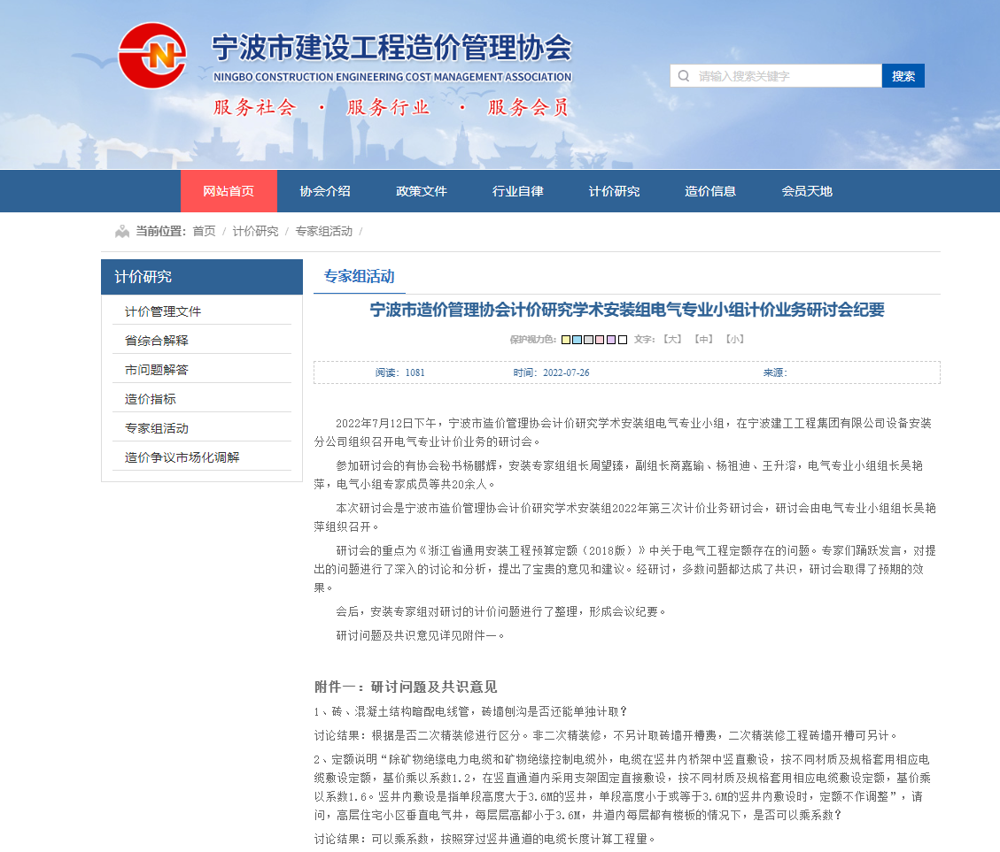 宁波市建设工程造价管理协会
NINGBO CONSTRUCTION ENGINEERING COST MANAGEMENT ASSOCIATION
服务社会 · 服务行业 · 服务会员
请输入搜索关键字 搜索
网站首页 协会介绍 政策文件 行业自律 计价研究 造价信息 会员天地
当前位置：首页 / 计价研究 / 专家组活动 /
计价研究
计价管理文件
省综合解释
市问题解答
造价指标
专家组活动
造价争议市场化调解
专家组活动
宁波市造价管理协会计价研究学术安装组电气专业小组计价业务研讨会纪要
保护视力色： 文字：【大】 【中】 【小】
阅读：1081 时间：2022-07-26 来源：
2022年7月12日下午，宁波市造价管理协会计价研究学术安装组电气专业小组，在宁波建工工程集团有限公司设备安装
分公司组织召开电气专业计价业务的研讨会。
参加研讨会的有协会秘书杨鹏辉，安装专家组组长周望臻，副组长商嘉瑜、杨祖迪、王升溶，电气专业小组组长吴艳
萍，电气小组专家成员等共20余人。
本次研讨会是宁波市造价管理协会计价研究学术安装组2022年第三次计价业务研讨会，研讨会由电气专业小组组长吴艳
萍组织召开。
研讨会的重点为《浙江省通用安装工程预算定额（2018版）》中关于电气工程定额存在的问题。专家们踊跃发言，对提
出的问题进行了深入的讨论和分析，提出了宝贵的意见和建议。经研讨，多数问题都达成了共识，研讨会取得了预期的效
果。
会后，安装专家组对研讨的计价问题进行了整理，形成会议纪要。
研讨问题及共识意见详见附件一。
附件一：研讨问题及共识意见
1、砖、混凝土结构暗配电线管，砖墙刨沟是否还能单独计取？
讨论结果：根据是否二次精装修进行区分。非二次精装修，不另计取砖墙开槽费，二次精装修工程砖墙开槽可另计。
2、定额说明“除矿物绝缘电力电缆和矿物绝缘控制电缆外，电缆在竖井内桥架中竖直敷设，按不同材质及规格套用相应电
缆敷设定额，基价乘以系数1.2，在竖直通道内采用支架固定直接敷设，按不同材质及规格套用相应电缆敷设定额，基价乘
以系数1.6。竖井内敷设是指单段高度大于3.6M的竖井，单段高度小于或等于3.6M的竖井内敷设时，定额不作调整”，请
问，高层住宅小区垂直电气井，每层层高都小于3.6M，井道内每层都有楼板的情况下，是否可以乘系数？
讨论结果：可以乘系数，按照穿过竖井通道的电缆长度计算工程量。